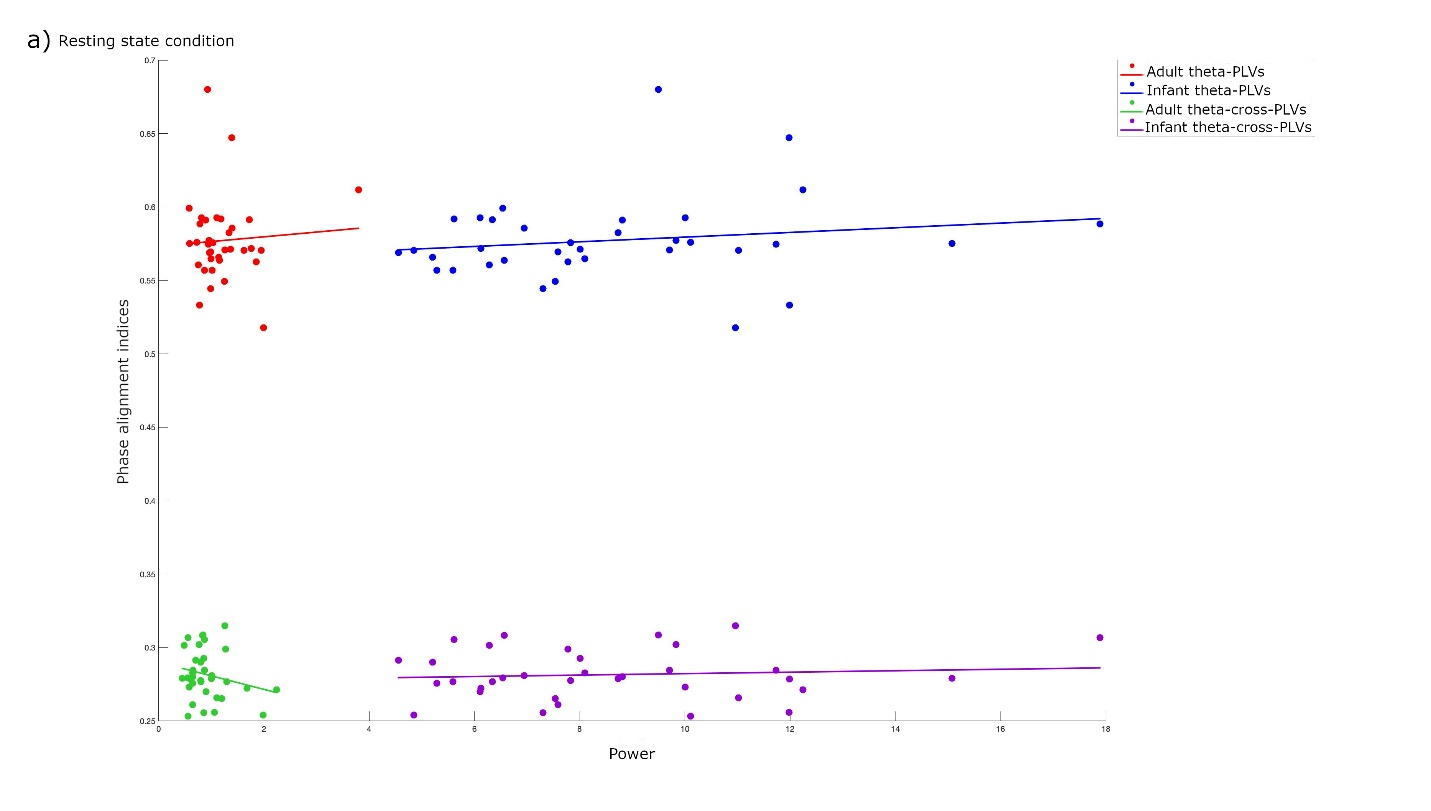 a) Resting state condition
Adult theta-PLVs
Infant theta-PLVs
Adult theta-cross-PLVs
Infant theta-cross-PLVs
Phase alignment indices
0.7
0.65
0.6
0.55
0.5
0.45
0.4
0.35
0.3
0.25
0 2 4 6 8 10 12 14 16 18
Power